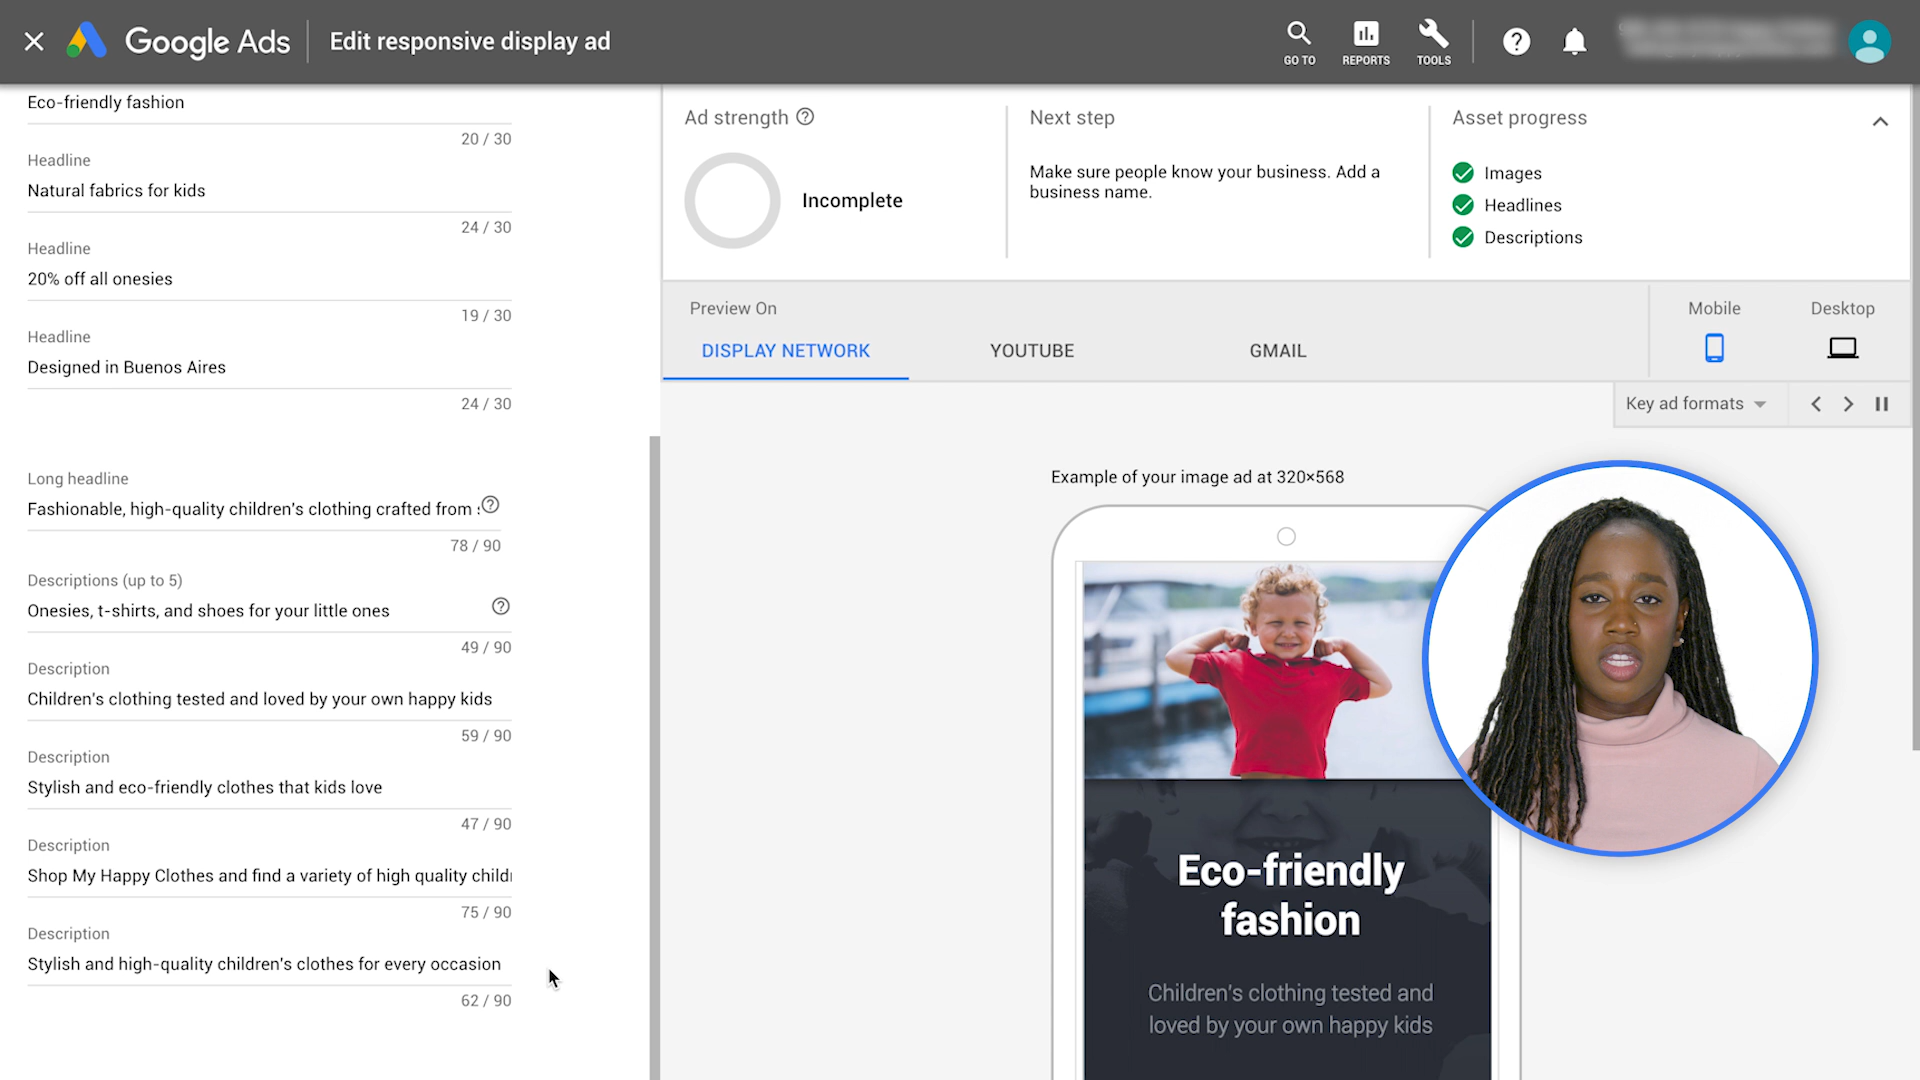 Google Ads
Edit responsive display ad
GO TO
REPORTS
TOOLS
Eco-friendly fashion
20 / 30
Headline
Natural fabrics for kids
24 / 30
Headline
20% off all onesies
19 / 30
Headline
Designed in Buenos Aires
24 / 30
Long headline
Fashionable, high-quality children's clothing crafted from
78 / 90
Descriptions (up to 5)
Onesies, t-shirts, and shoes for your little ones
49 / 90
Description
Children's clothing tested and loved by your own happy kids
59 / 90
Description
Stylish and eco-friendly clothes that kids love
47 / 90
Description
Shop My Happy Clothes and find a variety of high quality child
75 / 90
Description
Stylish and high-quality children's clothes for every occasion
62 / 90
Ad strength
Incomplete
Next step
Make sure people know your business. Add a
business name.
Asset progress
Images
Headlines
Descriptions
Preview On
DISPLAY NETWORK
YOUTUBE
GMAIL
Mobile
Desktop
Key ad formats
Example of your image ad at 320×568
Eco-friendly
fashion
Children's clothing tested and
loved by your own happy kids